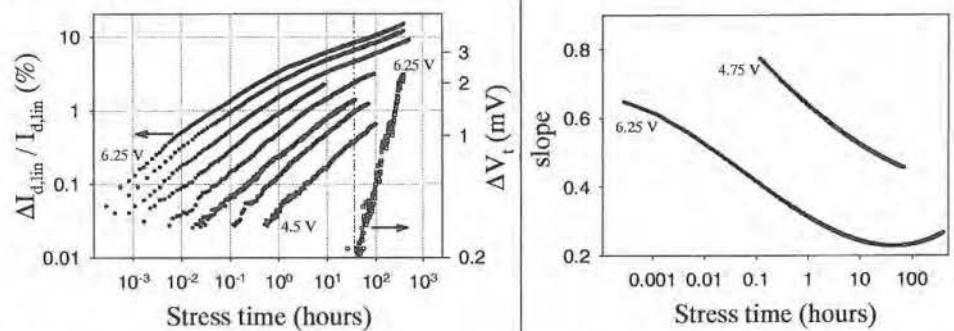 ΔI_{d,lin} / I_{d,lin} (%)
10
1
0.1
0.01
6.25 V
4.5 V
6.25 V
3
2
1
0.2
ΔV_t (mV)
10^{-3} 10^{-2} 10^{-1} 10^0 10^1 10^2 10^3
Stress time (hours)
slope
0.8
0.6
0.4
0.2
4.75 V
6.25 V
0.001 0.01 0.1 1 10 100
Stress time (hours)